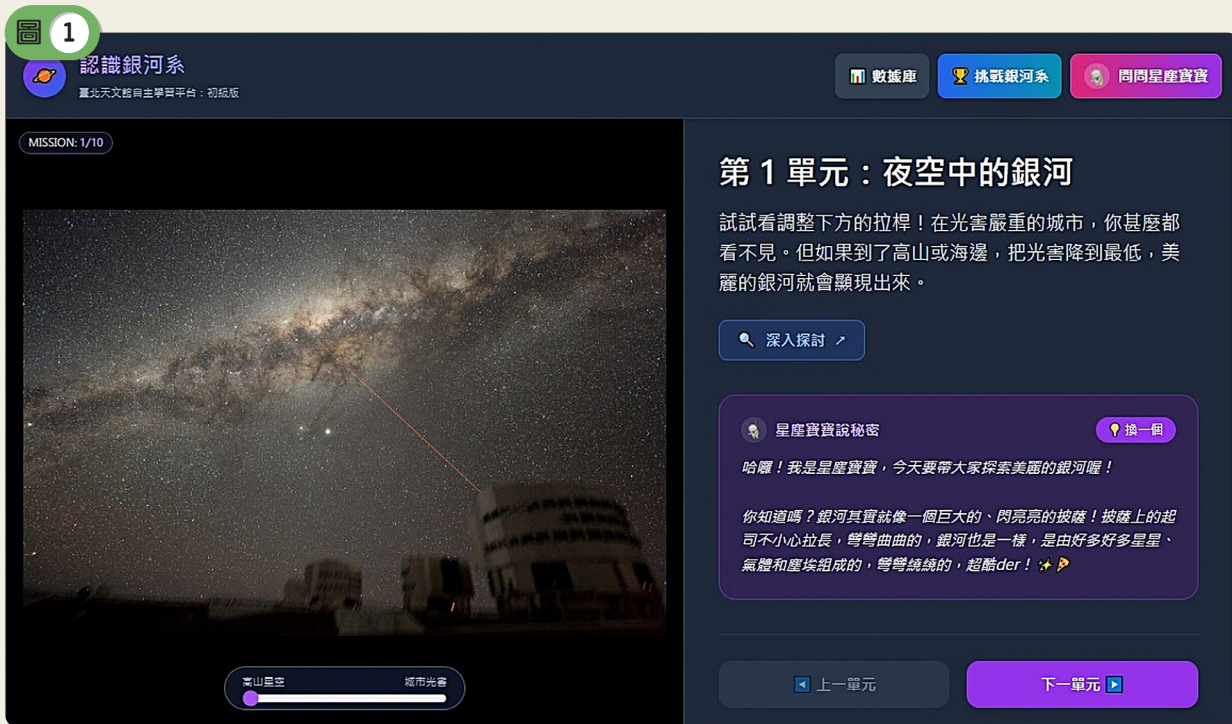 圖 1
認識銀河系
臺北天文館自主學習平台：初級版
數據庫
挑戰銀河系
問問星塵寶寶
MISSION: 1/10
第 1 單元：夜空中的銀河
試試看調整下方的拉桿！在光害嚴重的城市，你甚麼都
看不見。但如果到了高山或海邊，把光害降到最低，美
麗的銀河就會顯現出來。
深入探討 ↗
星塵寶寶說秘密
換一個
哈囉！我是星塵寶寶，今天要帶大家探索美麗的銀河喔！
你知道嗎？銀河其實就像一個巨大的、閃亮亮的披薩！披薩上的起
司不小心拉長，彎彎曲曲的，銀河也是一樣，是由好多好多星星、
氣體和塵埃組成的，彎彎繞繞的，超酷der！✨🍕
高山星空
城市光害
上一單元
下一單元